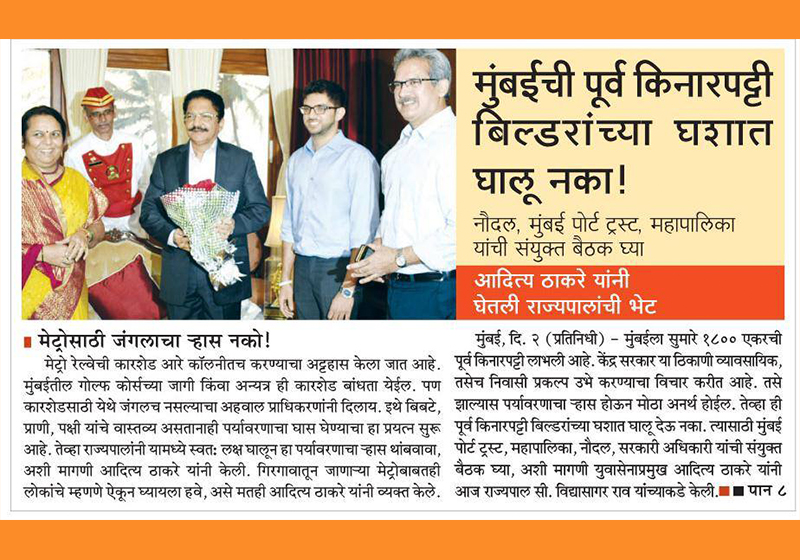 मुंबईची पूर्व किनारपट्टी
बिल्डरांच्या घशात
घालू नका!
नौदल, मुंबई पोर्ट ट्रस्ट, महापालिका
यांची संयुक्त बैठक घ्या
आदित्य ठाकरे यांनी
घेतली राज्यपालांची भेट
मुंबई, दि. २ (प्रतिनिधी) – मुंबईला सुमारे १८०० एकरची
पूर्व किनारपट्टी लाभली आहे. केंद्र सरकार या ठिकाणी व्यावसायिक,
तसेच निवासी प्रकल्प उभे करण्याचा विचार करीत आहे. तसे
झाल्यास पर्यावरणाचा ऱ्हास होऊन मोठा अनर्थ होईल. तेव्हा ही
पूर्व किनारपट्टी बिल्डरांच्या घशात घालू देऊ नका. त्यासाठी मुंबई
पोर्ट ट्रस्ट, महापालिका, नौदल, सरकारी अधिकारी यांची संयुक्त
बैठक घ्या, अशी मागणी युवासेनाप्रमुख आदित्य ठाकरे यांनी
आज राज्यपाल सी. विद्यासागर राव यांच्याकडे केली. पान ८
मेट्रोसाठी जंगलाचा ऱ्हास नको!
मेट्रो रेल्वेची कारशेड आरे कॉलनीतच करण्याचा अट्टहास केला जात आहे.
मुंबईतील गोल्फ कोर्सच्या जागी किंवा अन्यत्र ही कारशेड बांधता येईल. पण
कारशेडसाठी येथे जंगलच नसल्याचा अहवाल प्राधिकरणांनी दिलाय. इथे बिबटे,
प्राणी, पक्षी यांचे वास्तव्य असतानाही पर्यावरणाचा घास घेण्याचा हा प्रयत्न सुरू
आहे. तेव्हा राज्यपालांनी यामध्ये स्वतः लक्ष घालून हा पर्यावरणाचा ऱ्हास थांबवावा,
अशी मागणी आदित्य ठाकरे यांनी केली. गिरगावातून जाणाऱ्या मेट्रोबाबतही
लोकांचे म्हणणे ऐकून घ्यायला हवे, असे मतही आदित्य ठाकरे यांनी व्यक्त केले.